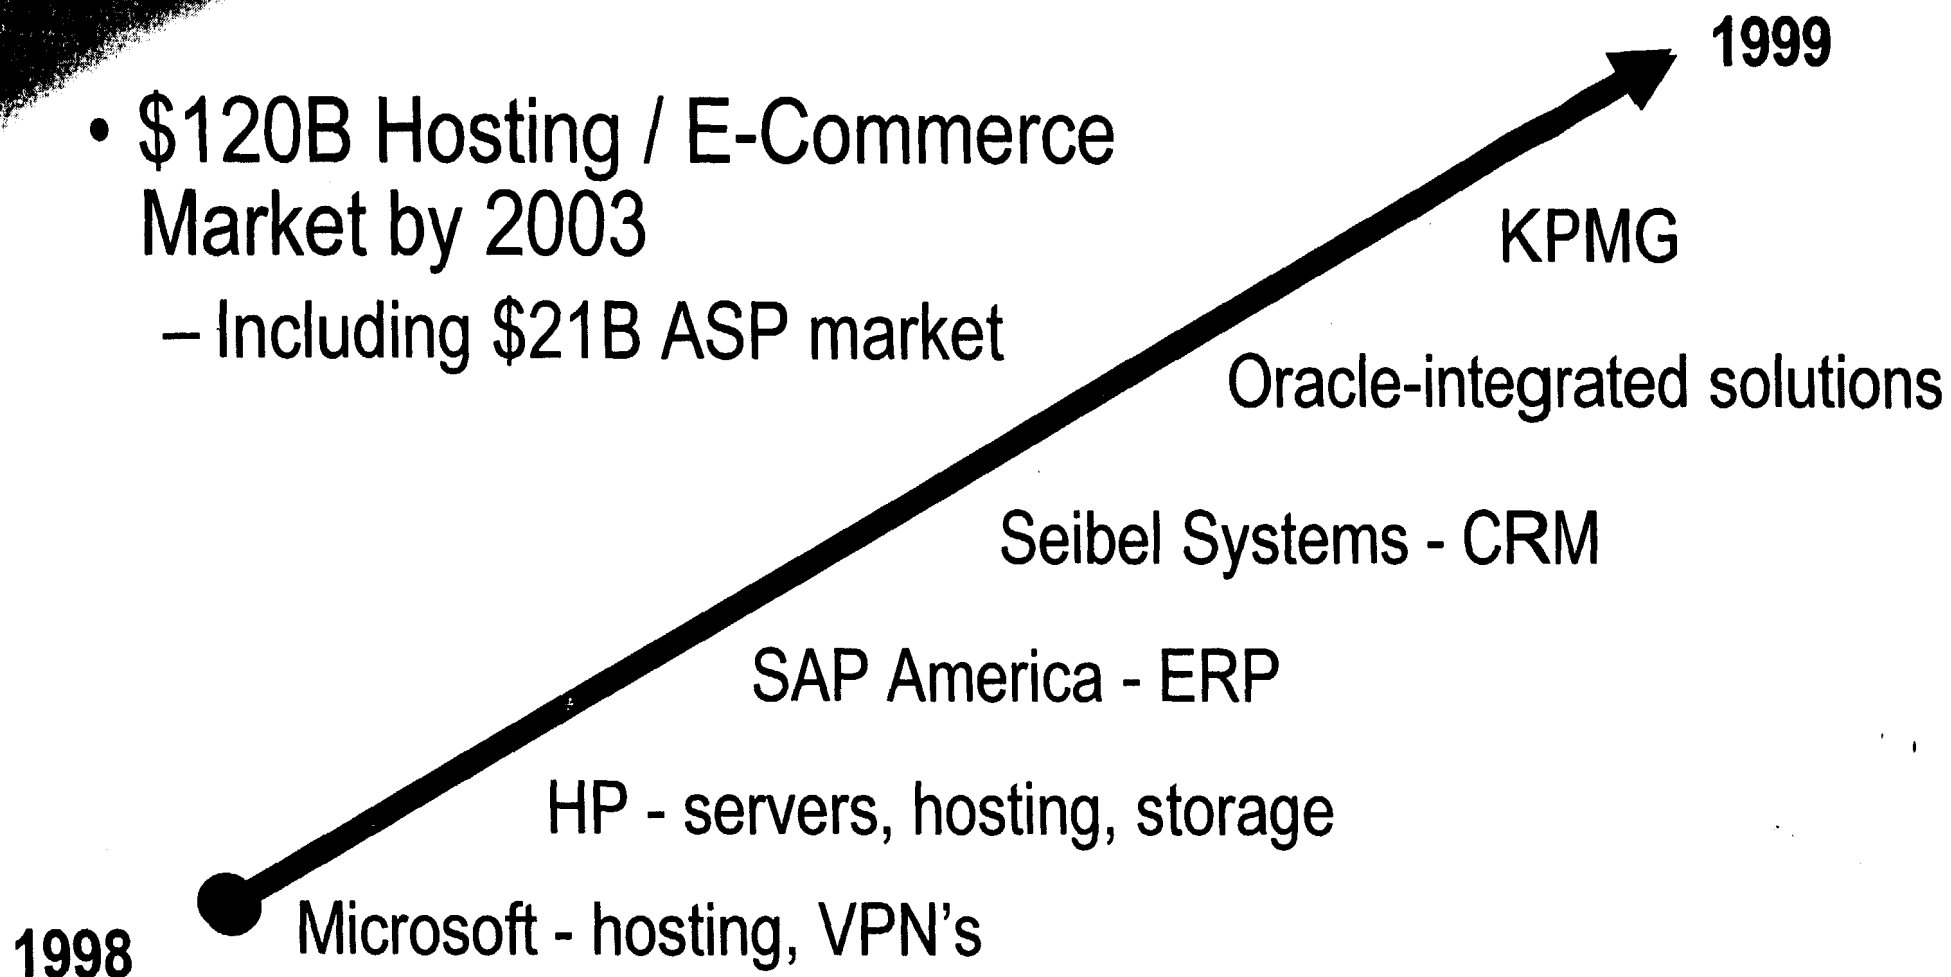 1999
• $120B Hosting / E-Commerce
Market by 2003
– Including $21B ASP market
KPMG
Oracle-integrated solutions
Seibel Systems - CRM
SAP America - ERP
HP - servers, hosting, storage
Microsoft - hosting, VPN's
1998